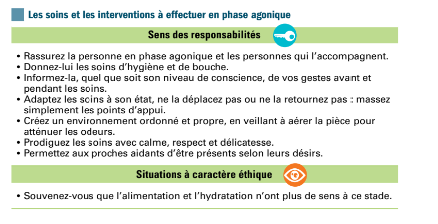 Les soins et les interventions à effectuer en phase agonique
Sens des responsabilités
• Rassurez la personne en phase agonique et les personnes qui l'accompagnent.
• Donnez-lui les soins d'hygiène et de bouche.
• Informez-la, quel que soit son niveau de conscience, de vos gestes avant et
pendant les soins.
• Adaptez les soins à son état, ne la déplacez pas ou ne la retournez pas : massez
simplement les points d'appui.
• Créez un environnement ordonné et propre, en veillant à aérer la pièce pour
atténuer les odeurs.
• Prodiguez les soins avec calme, respect et délicatesse.
• Permettez aux proches aidants d'être présents selon leurs désirs.
Situations à caractère éthique
• Souvenez-vous que l'alimentation et l'hydratation n'ont plus de sens à ce stade.